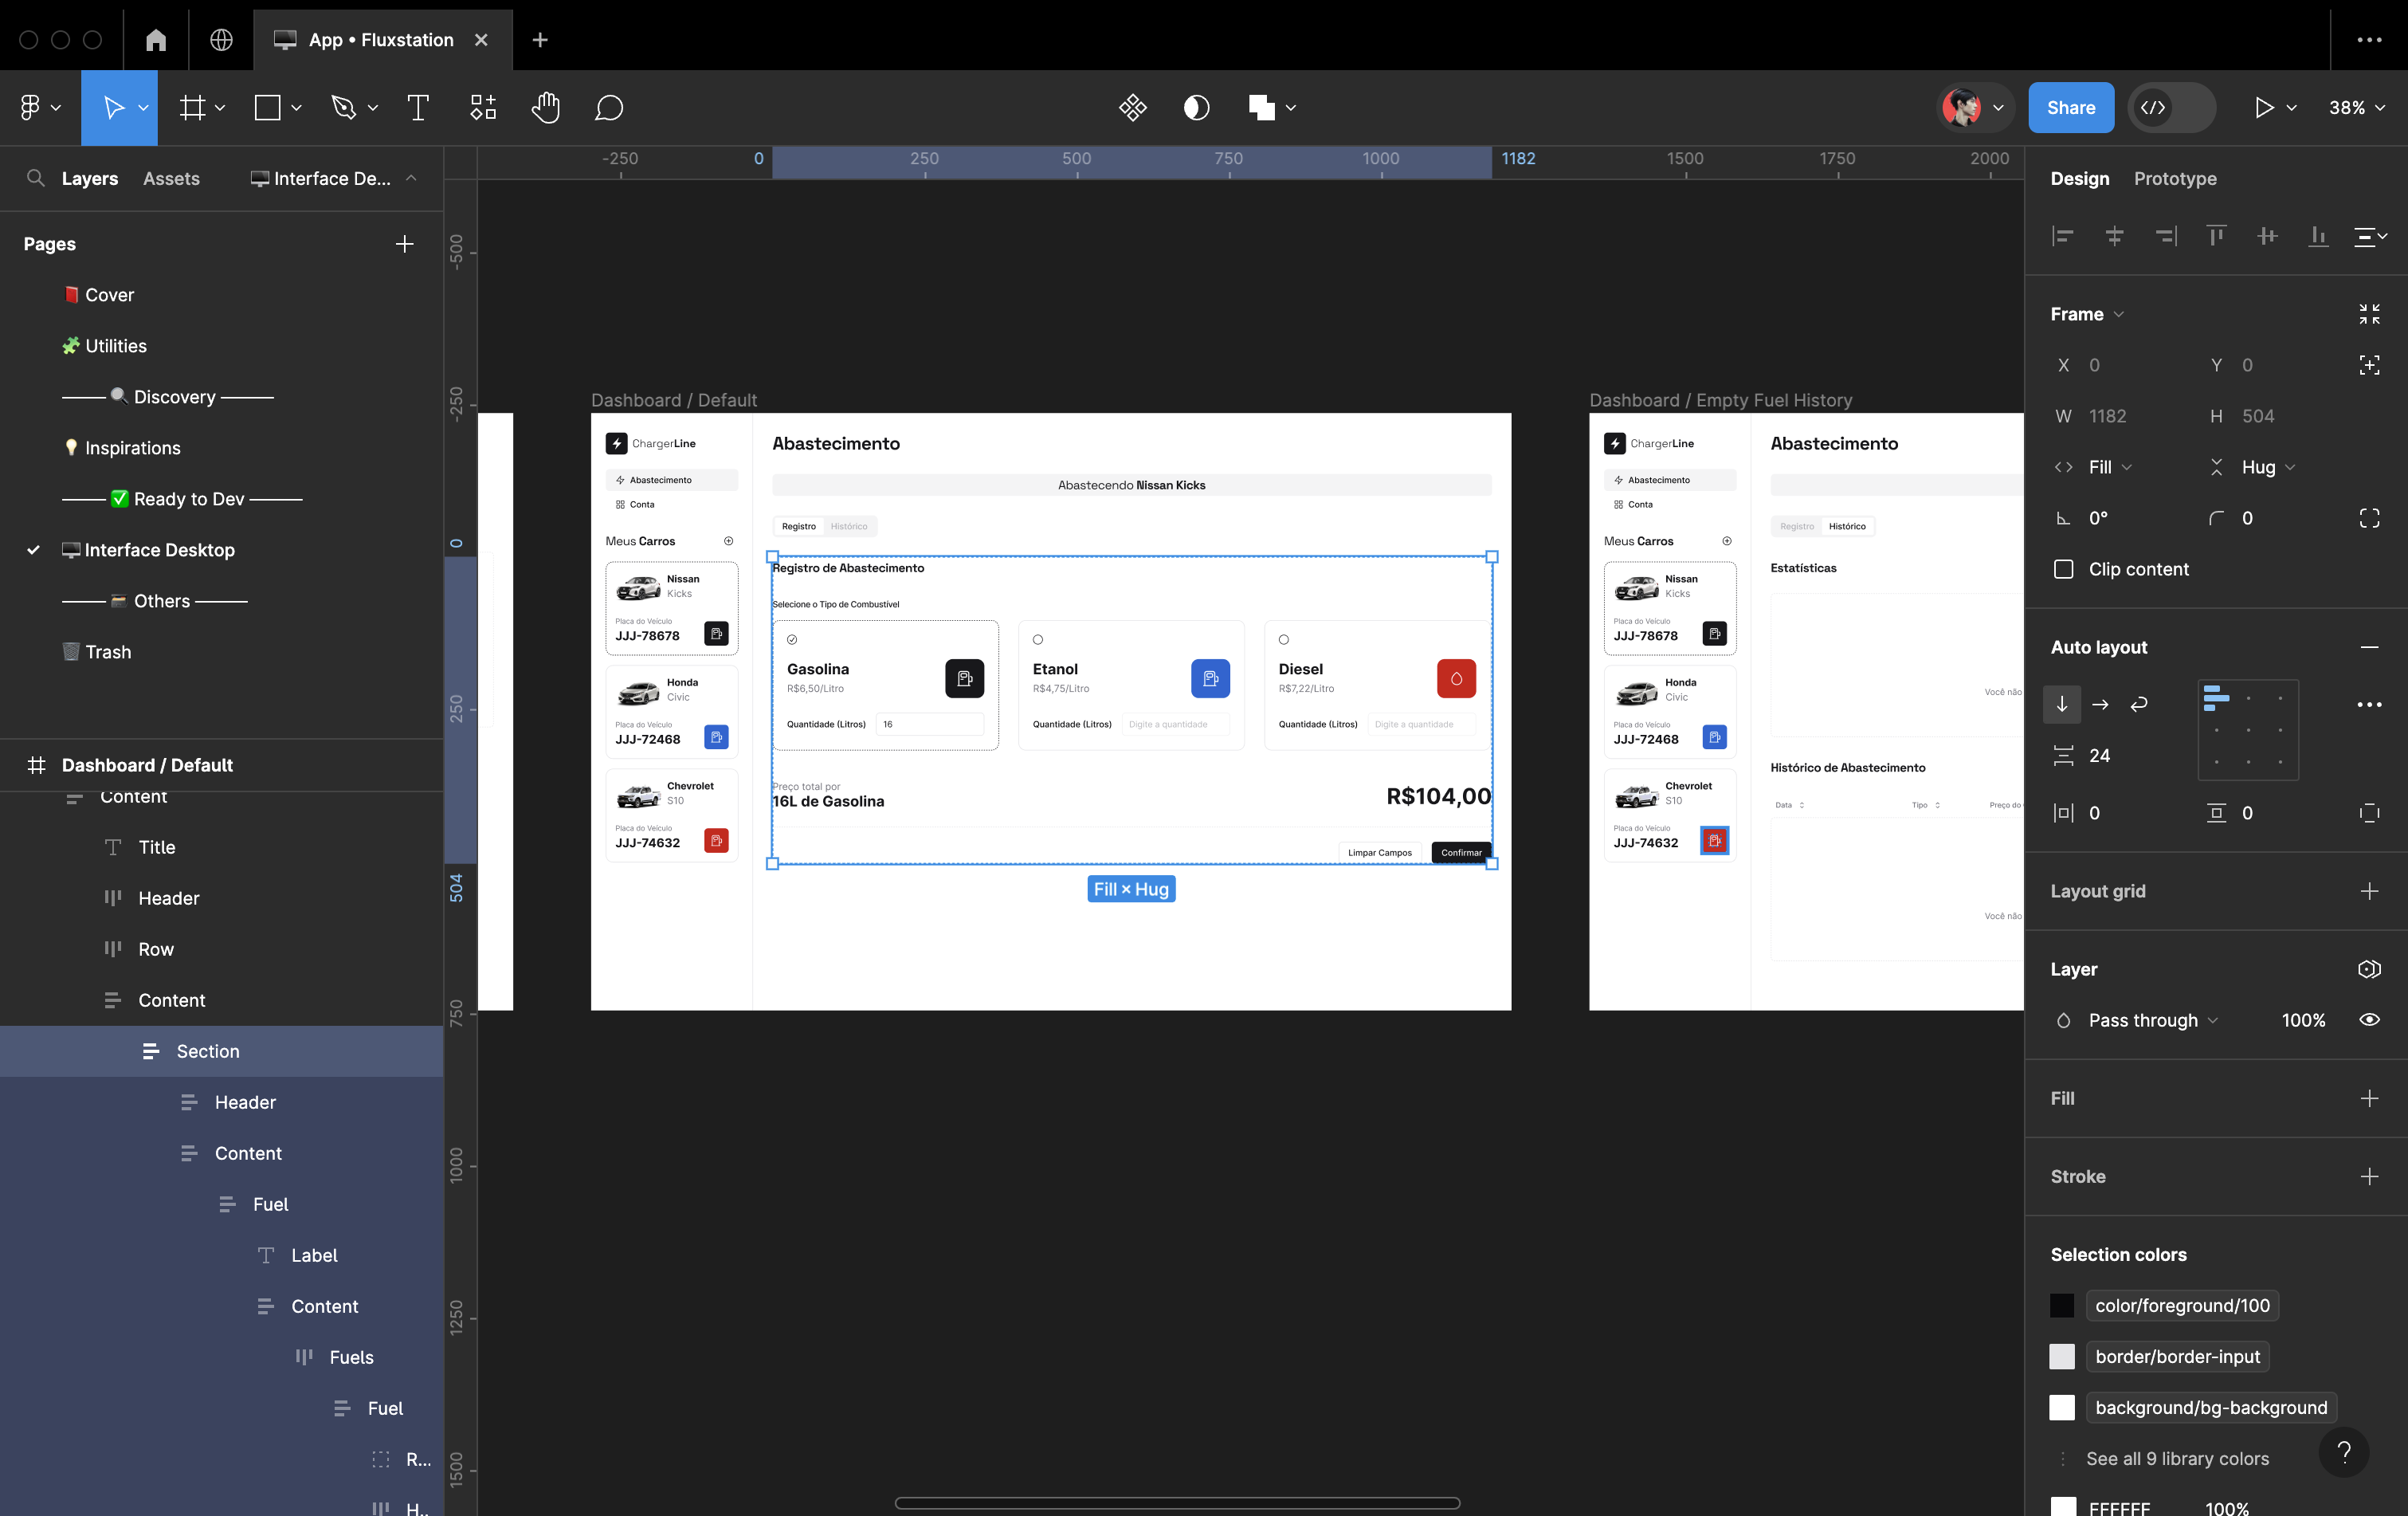 App • Fluxstation
Share
38%
Layers
Assets
Interface De...
Pages
Cover
Utilities
Discovery
Inspirations
Ready to Dev
Interface Desktop
Others
Trash
Dashboard / Default
Content
Title
Header
Row
Content
Section
Header
Content
Fuel
Label
Content
Fuels
Fuel
R...
H...
-250
0
250
500
750
1000
1182
1500
1750
2000
-500
-250
0
250
504
750
1000
1250
1500
Dashboard / Default
ChargerLine
Abastecimento
Conta
Meus Carros
Nissan
Kicks
Placa do Veículo
JJJ-78678
Honda
Civic
Placa do Veículo
JJJ-72468
Chevrolet
S10
Placa do Veículo
JJJ-74632
Abastecimento
Abastecendo Nissan Kicks
Registro
Histórico
Registro de Abastecimento
Selecione o Tipo de Combustível
Gasolina
R$6,50/Litro
Quantidade (Litros)
16
Etanol
R$4,75/Litro
Quantidade (Litros)
Digite a quantidade
Diesel
R$7,22/Litro
Quantidade (Litros)
Digite a quantidade
Preço total por
16L de Gasolina
R$104,00
Limpar Campos
Confirmar
Fill × Hug
Dashboard / Empty Fuel History
ChargerLine
Abastecimento
Conta
Meus Carros
Nissan
Kicks
Placa do Veículo
JJJ-78678
Honda
Civic
Placa do Veículo
JJJ-72468
Chevrolet
S10
Placa do Veículo
JJJ-74632
Abastecimento
Registro
Histórico
Estatísticas
Você não
Histórico de Abastecimento
Data
Tipo
Preço do
Você não
Design
Prototype
Frame
X 0
Y 0
W 1182
H 504
Fill
Hug
0°
0
Clip content
Auto layout
24
0
0
Layout grid
Layer
Pass through
100%
Fill
Stroke
Selection colors
color/foreground/100
border/border-input
background/bg-background
See all 9 library colors
?
FFFFFF
100%